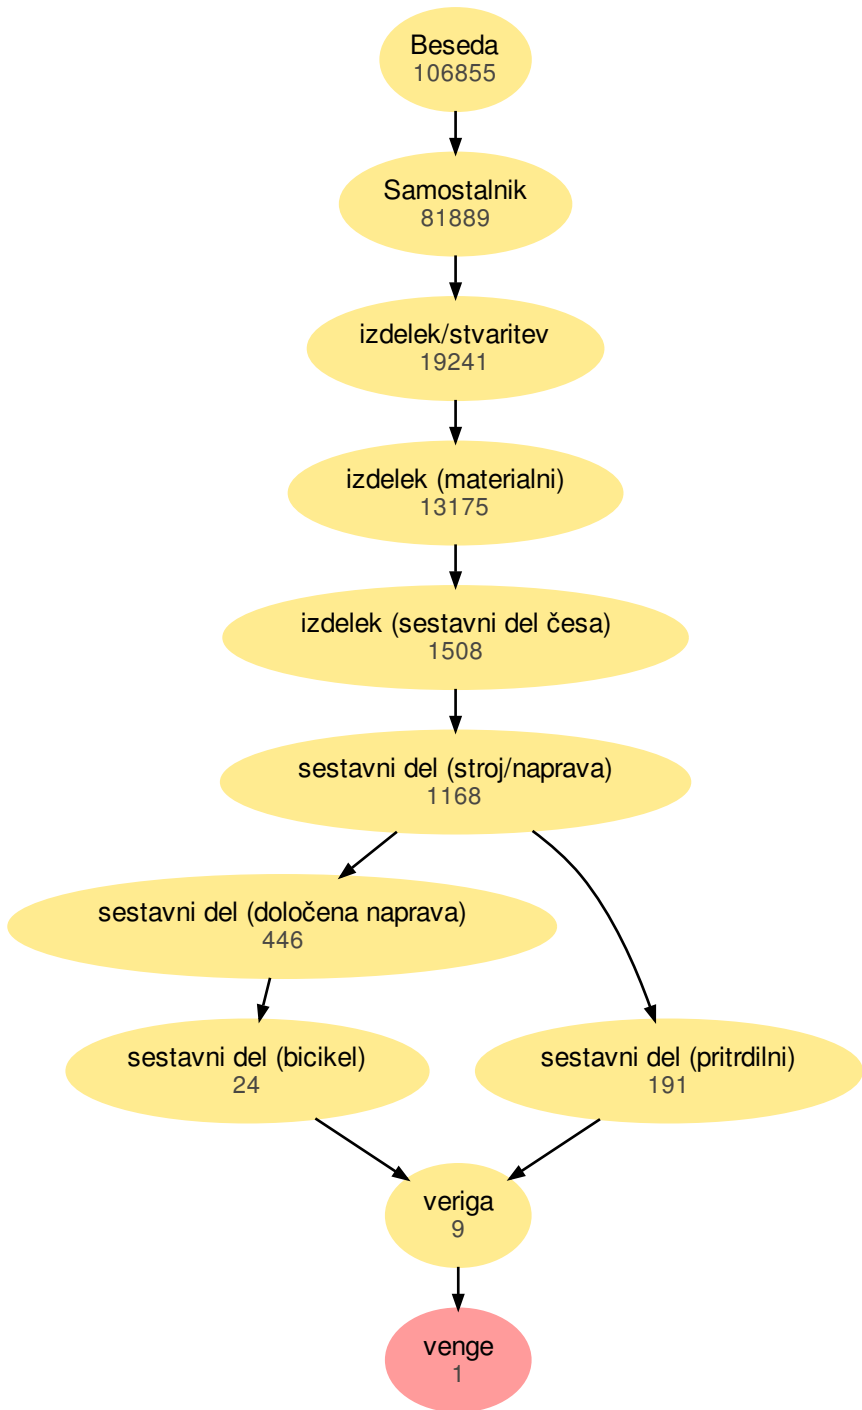 Beseda
106855
Samostalnik
81889
izdelek/stvaritev
19241
izdelek (materialni)
13175
izdelek (sestavni del česa)
1508
sestavni del (stroj/naprava)
1168
sestavni del (določena naprava)
446
sestavni del (bicikel)
24
sestavni del (pritrdilni)
191
veriga
9
venge
1